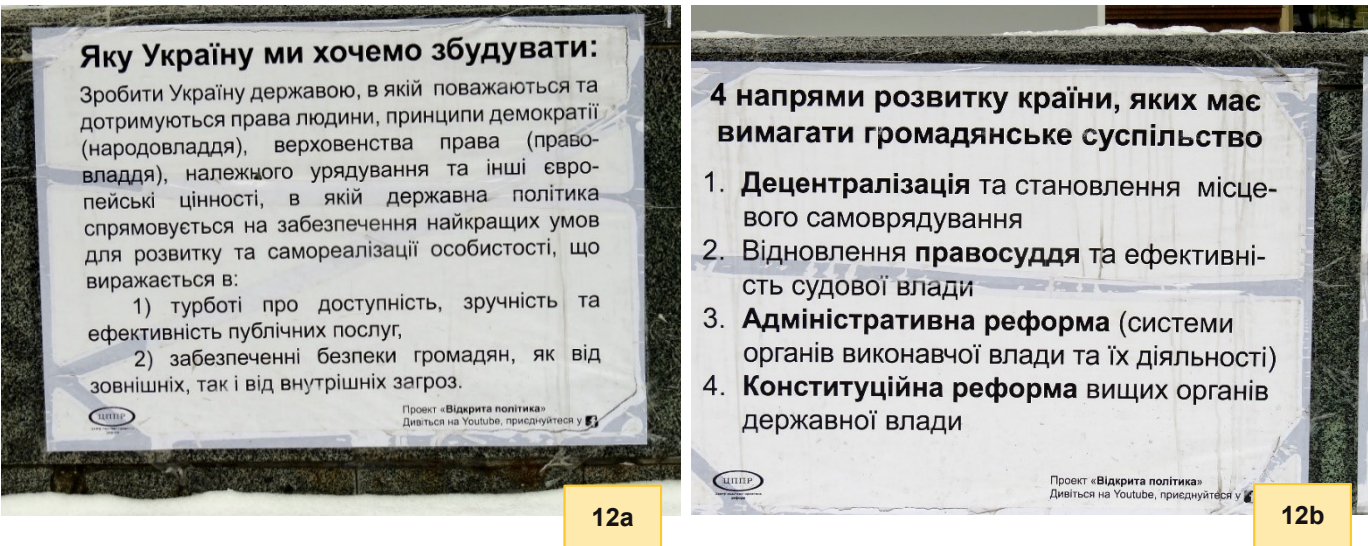 Яку Україну ми хочемо збудувати:
Зробити Україну державою, в якій поважаються та
дотримуються права людини, принципи демократії
(народовладдя), верховенства права (право-
владдя), належного урядування та інші євро-
пейські цінності, в якій державна політика
спрямовується на забезпечення найкращих умов
для розвитку та самореалізації особистості, що
виражається в:
1) турботі про доступність, зручність та
ефективність публічних послуг,
2) забезпеченні безпеки громадян, як від
зовнішніх, так і від внутрішніх загроз.
ЦППР
Проект «Відкрита політика»
Дивіться на Youtube, приєднуйтеся у f
12a
4 напрями розвитку країни, яких має
вимагати громадянське суспільство
1. Децентралізація та становлення місце-
вого самоврядування
2. Відновлення правосуддя та ефективні-
сть судової влади
3. Адміністративна реформа (системи
органів виконавчої влади та їх діяльності)
4. Конституційна реформа вищих органів
державної влади
ЦППР
Проект «Відкрита політика»
Дивіться на Youtube, приєднуйтеся у
12b